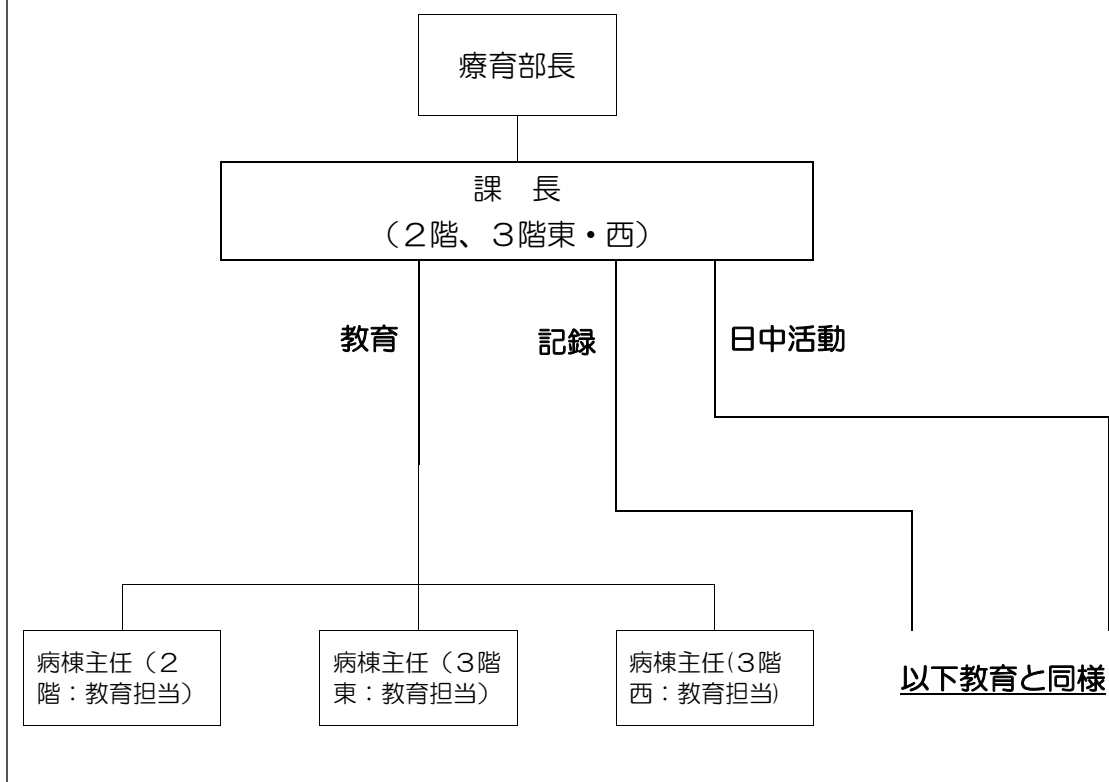 療育部長
課　長
（２階、３階東・西）
教育
記録
日中活動
病棟主任（２
階：教育担当）
病棟主任（３階
東：教育担当）
病棟主任(３階
西：教育担当)
以下教育と同様